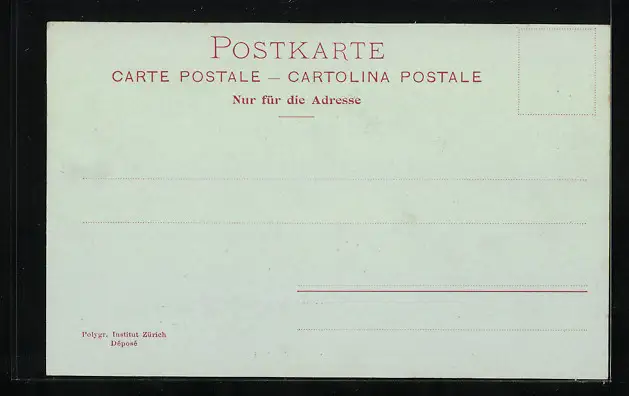 POSTKARTE
CARTE POSTALE — CARTOLINA POSTALE
Nur für die Adresse
Polygr. Institut Zürich
Déposé